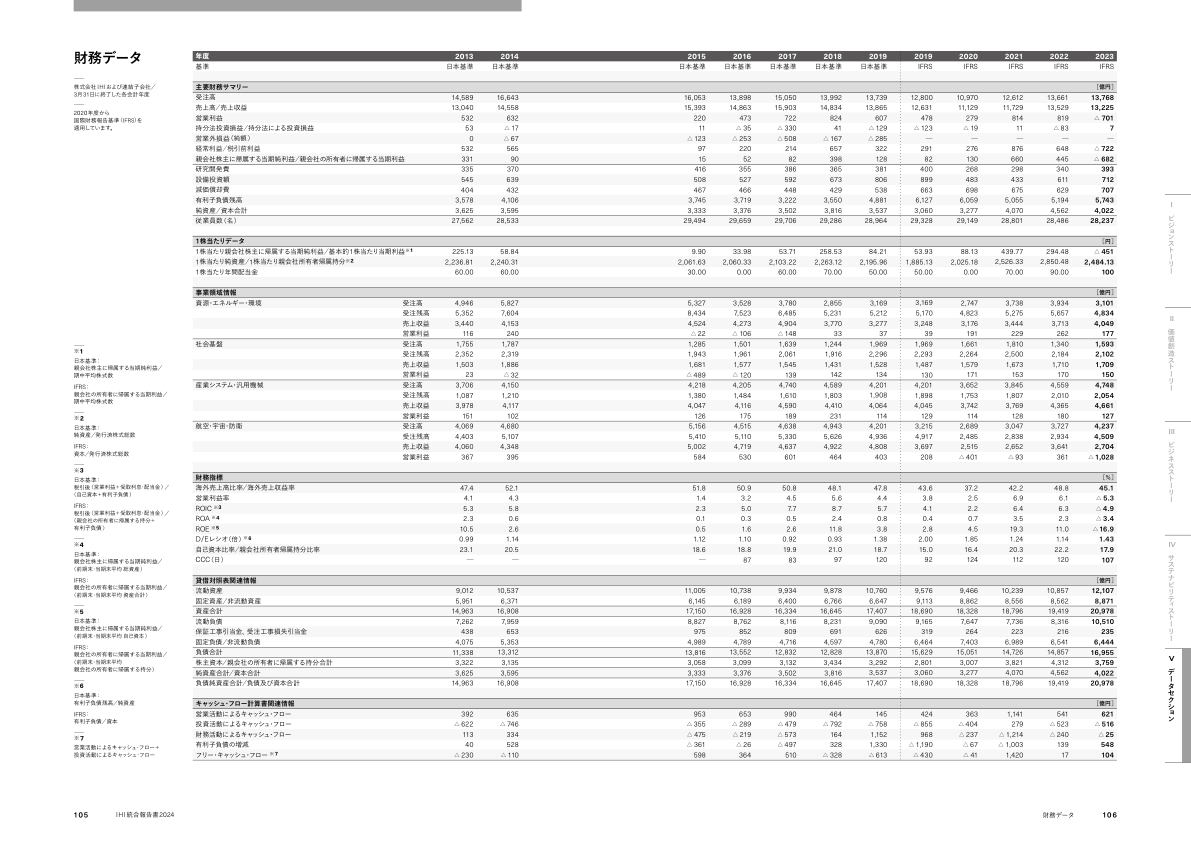 財務データ
株式会社IHIおよび連結子会社／
3月31日に終了した各会計年度
2020年度から
国際財務報告基準（IFRS）を
適用しています。
年度 2013 2014 2015 2016 2017 2018 2019 2019 2020 2021 2022 2023
基準 日本基準 日本基準 日本基準 日本基準 日本基準 日本基準 日本基準 IFRS IFRS IFRS IFRS IFRS
主要財務サマリー ［億円］
受注高 14,589 16,643 16,053 13,898 15,050 13,992 13,739 12,800 10,970 12,612 13,661 13,768
売上高／売上収益 13,040 14,558 15,393 14,863 15,903 14,834 13,865 12,631 11,129 11,729 13,529 13,225
営業利益 532 632 220 473 722 824 607 478 279 814 819 △701
持分法投資損益／持分法による投資損益 53 △17 11 △35 △330 41 △129 △123 △19 11 △83 7
営業外損益（純額） 0 △67 △123 △253 △508 △167 △285 — — — — —
経常利益／税引前利益 532 565 97 220 214 657 322 291 276 876 648 △722
親会社株主に帰属する当期純利益／親会社の所有者に帰属する当期利益 331 90 15 52 82 398 128 82 130 660 445 △682
研究開発費 335 370 416 355 386 365 381 400 268 298 340 393
設備投資額 545 639 508 527 592 673 806 899 483 433 611 712
減価償却費 404 432 467 466 448 429 538 663 698 675 629 707
有利子負債残高 3,578 4,106 3,745 3,719 3,222 3,550 4,881 6,127 6,059 5,055 5,194 5,743
純資産／資本合計 3,625 3,595 3,333 3,376 3,502 3,816 3,537 3,060 3,277 4,070 4,562 4,022
従業員数（名） 27,562 28,533 29,494 29,659 29,706 29,286 28,964 29,328 29,149 28,801 28,486 28,237
1株当たりデータ ［円］
1株当たり親会社株主に帰属する当期純利益／基本的1株当たり当期利益※1 225.13 58.84 9.90 33.98 53.71 258.53 84.21 53.93 88.13 439.77 294.48 △451
1株当たり純資産／1株当たり親会社所有者帰属持分※2 2,236.81 2,240.31 2,061.63 2,060.33 2,103.22 2,263.12 2,195.96 1,885.13 2,025.18 2,526.33 2,850.48 2,484.13
1株当たり年間配当金 60.00 60.00 30.00 0.00 60.00 70.00 50.00 50.00 0.00 70.00 90.00 100
事業領域情報 ［億円］
資源・エネルギー・環境 受注高 4,946 5,827 5,327 3,528 3,780 2,855 3,169 3,169 2,747 3,738 3,934 3,101
受注残高 5,352 7,604 8,434 7,523 6,485 5,231 5,212 5,170 4,823 5,275 5,657 4,834
売上収益 3,440 4,153 4,524 4,273 4,904 3,770 3,277 3,248 3,176 3,444 3,713 4,049
営業利益 116 240 △22 △106 △148 33 37 39 191 229 262 177
社会基盤 受注高 1,755 1,787 1,285 1,501 1,639 1,244 1,969 1,969 1,661 1,810 1,340 1,593
受注残高 2,352 2,319 1,943 1,961 2,061 1,916 2,296 2,293 2,264 2,500 2,184 2,102
売上収益 1,503 1,886 1,681 1,577 1,545 1,431 1,528 1,487 1,579 1,673 1,710 1,709
営業利益 23 △32 △489 △120 139 142 134 130 171 153 170 150
産業システム・汎用機械 受注高 3,706 4,150 4,218 4,205 4,740 4,589 4,201 4,201 3,652 3,845 4,559 4,748
受注残高 1,087 1,210 1,380 1,484 1,610 1,803 1,908 1,898 1,753 1,807 2,010 2,054
売上収益 3,978 4,117 4,047 4,116 4,590 4,410 4,064 4,045 3,742 3,769 4,365 4,661
営業利益 151 102 126 175 189 231 114 129 114 128 180 127
航空・宇宙・防衛 受注高 4,069 4,680 5,156 4,515 4,638 4,943 4,201 3,215 2,689 3,047 3,727 4,237
受注残高 4,403 5,107 5,410 5,110 5,330 5,626 4,936 4,917 2,485 2,838 2,934 4,509
売上収益 4,060 4,348 5,002 4,719 4,637 4,922 4,808 3,697 2,515 2,652 3,641 2,704
営業利益 367 395 584 530 601 464 403 208 △401 △93 361 △1,028
財務指標 ［%］
海外売上高比率／海外売上収益率 47.4 52.1 51.8 50.9 50.8 48.1 47.8 43.6 37.2 42.2 48.8 45.1
営業利益率 4.1 4.3 1.4 3.2 4.5 5.6 4.4 3.8 2.5 6.9 6.1 △5.3
ROIC※3 5.3 5.8 2.3 5.0 7.7 8.7 5.7 4.1 2.2 6.4 6.3 △4.9
ROA※4 2.3 0.6 0.1 0.3 0.5 2.4 0.8 0.4 0.7 3.5 2.3 △3.4
ROE※5 10.5 2.6 0.5 1.6 2.6 11.8 3.8 2.8 4.5 19.3 11.0 △16.9
D/Eレシオ（倍）※6 0.99 1.14 1.12 1.10 0.92 0.93 1.38 2.00 1.85 1.24 1.14 1.43
自己資本比率／親会社所有者帰属持分比率 23.1 20.5 18.6 18.8 19.9 21.0 18.7 15.0 16.4 20.3 22.2 17.9
CCC（日） — — — 87 83 97 120 92 124 112 120 107
貸借対照表関連情報 ［億円］
流動資産 9,012 10,537 11,005 10,738 9,934 9,878 10,760 9,576 9,466 10,239 10,857 12,107
固定資産／非流動資産 5,951 6,371 6,145 6,189 6,400 6,766 6,647 9,113 8,862 8,556 8,562 8,871
資産合計 14,963 16,908 17,150 16,928 16,334 16,645 17,407 18,690 18,328 18,796 19,419 20,978
流動負債 7,262 7,959 8,827 8,762 8,116 8,231 9,090 9,165 7,647 7,736 8,316 10,510
保証工事引当金、受注工事損失引当金 438 653 975 852 809 691 626 319 264 223 216 235
固定負債／非流動負債 4,075 5,353 4,989 4,789 4,716 4,597 4,780 6,464 7,403 6,989 6,541 6,444
負債合計 11,338 13,312 13,816 13,552 12,832 12,828 13,870 15,629 15,051 14,726 14,857 16,955
株主資本／親会社の所有者に帰属する持分合計 3,322 3,135 3,058 3,099 3,132 3,434 3,292 2,801 3,007 3,821 4,312 3,759
純資産合計／資本合計 3,625 3,595 3,333 3,376 3,502 3,816 3,537 3,060 3,277 4,070 4,562 4,022
負債純資産合計／負債及び資本合計 14,963 16,908 17,150 16,928 16,334 16,645 17,407 18,690 18,328 18,796 19,419 20,978
キャッシュ・フロー計算書関連情報 ［億円］
営業活動によるキャッシュ・フロー 392 635 953 653 990 464 145 424 363 1,141 541 621
投資活動によるキャッシュ・フロー △622 △746 △355 △289 △479 △792 △758 △855 △404 279 △523 △516
財務活動によるキャッシュ・フロー 113 334 △475 △219 △573 164 1,152 968 △237 △1,214 △240 △25
有利子負債の増減 40 528 △361 △26 △497 328 1,330 △1,190 △67 △1,003 139 548
フリー・キャッシュ・フロー※7 △230 △110 598 364 510 △328 △613 △430 △41 1,420 17 104
※1
日本基準：
親会社株主に帰属する当期純利益／
期中平均株式数
IFRS：
親会社の所有者に帰属する当期利益／
期中平均株式数
※2
日本基準：
純資産／発行済株式総数
IFRS：
資本／発行済株式総数
※3
日本基準：
税引後（営業利益＋受取利息・配当金）／
（自己資本＋有利子負債）
IFRS：
税引後（営業利益＋受取利息・配当金）／
（親会社の所有者に帰属する持分＋
有利子負債）
※4
日本基準：
親会社株主に帰属する当期純利益／
（前期末・当期末平均 総資産）
IFRS：
親会社の所有者に帰属する当期利益／
（前期末・当期末平均 資産合計）
※5
日本基準：
親会社株主に帰属する当期純利益／
（前期末・当期末平均 自己資本）
IFRS：
親会社の所有者に帰属する当期利益／
（前期末・当期末平均
親会社の所有者に帰属する持分）
※6
日本基準：
有利子負債残高／純資産
IFRS：
有利子負債／資本
※7
営業活動によるキャッシュ・フロー＋
投資活動によるキャッシュ・フロー
I ビジョンストーリー
II 価値創造ストーリー
III ビジネスストーリー
IV サステナビリティストーリー
V データセクション
105 IHI統合報告書2024
財務データ 106